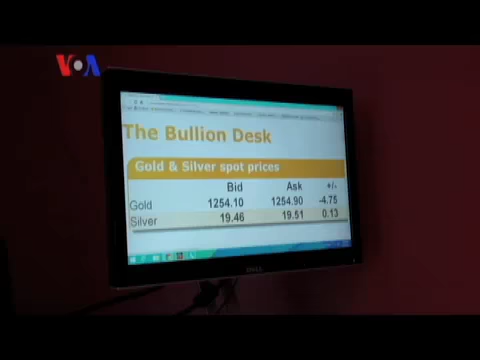 VOA
The Bullion Desk
Gold & Silver spot prices
Bid Ask +/-
Gold 1254.10 1254.90 -4.75
Silver 19.46 19.51 0.13
DELL